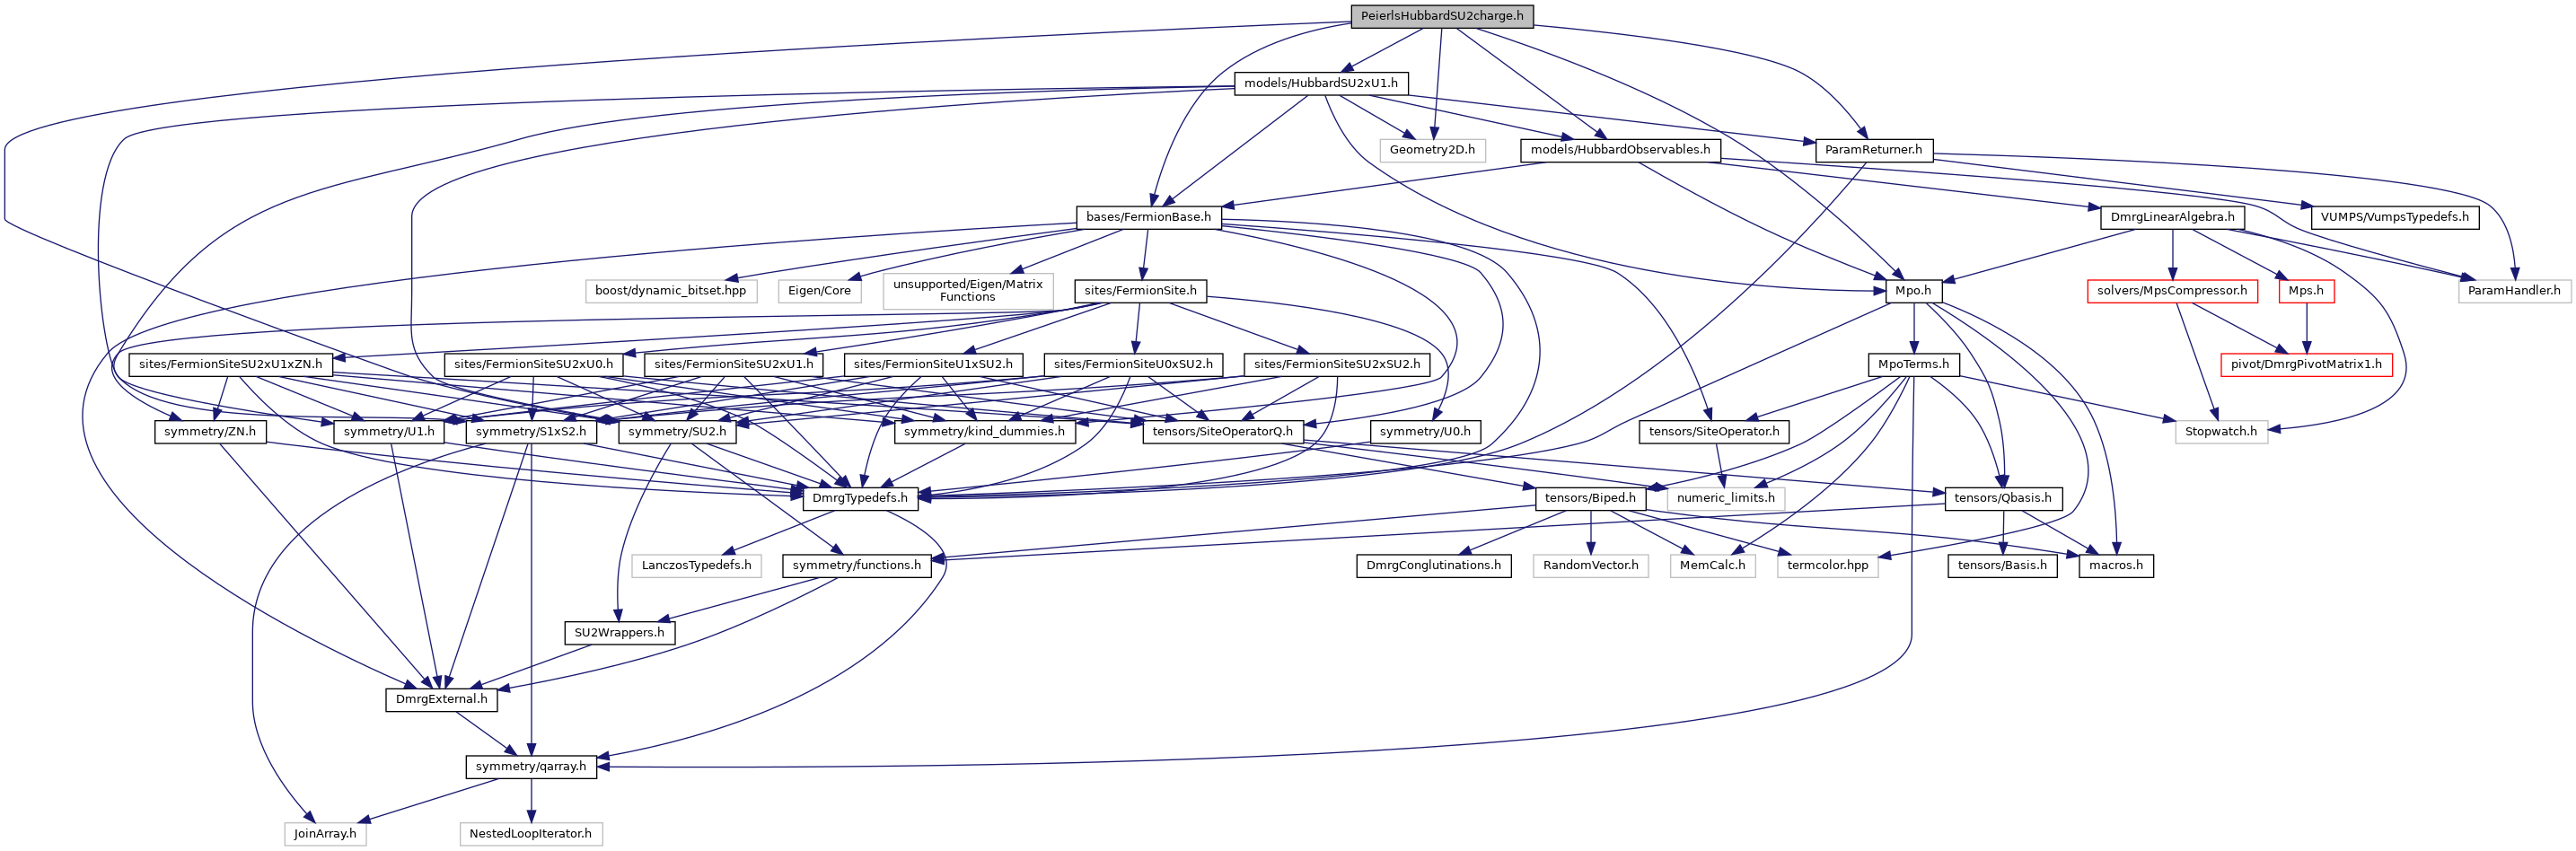 PeierlsHubbardSU2charge.h
models/HubbardSU2xU1.h
Geometry2D.h
models/HubbardObservables.h
ParamReturner.h
bases/FermionBase.h
DmrgLinearAlgebra.h
VUMPS/VumpsTypedefs.h
boost/dynamic_bitset.hpp
Eigen/Core
unsupported/Eigen/Matrix
Functions
sites/FermionSite.h
Mpo.h
solvers/MpsCompressor.h
Mps.h
ParamHandler.h
sites/FermionSiteSU2xU1xZN.h
sites/FermionSiteSU2xU0.h
sites/FermionSiteSU2xU1.h
sites/FermionSiteU1xSU2.h
sites/FermionSiteU0xSU2.h
sites/FermionSiteSU2xSU2.h
MpoTerms.h
pivot/DmrgPivotMatrix1.h
symmetry/ZN.h
symmetry/U1.h
symmetry/S1xS2.h
symmetry/SU2.h
symmetry/kind_dummies.h
tensors/SiteOperatorQ.h
symmetry/U0.h
tensors/SiteOperator.h
Stopwatch.h
DmrgTypedefs.h
tensors/Biped.h
numeric_limits.h
tensors/Qbasis.h
LanczosTypedefs.h
symmetry/functions.h
DmrgConglutinations.h
RandomVector.h
MemCalc.h
termcolor.hpp
tensors/Basis.h
macros.h
SU2Wrappers.h
DmrgExternal.h
symmetry/qarray.h
JoinArray.h
NestedLoopIterator.h